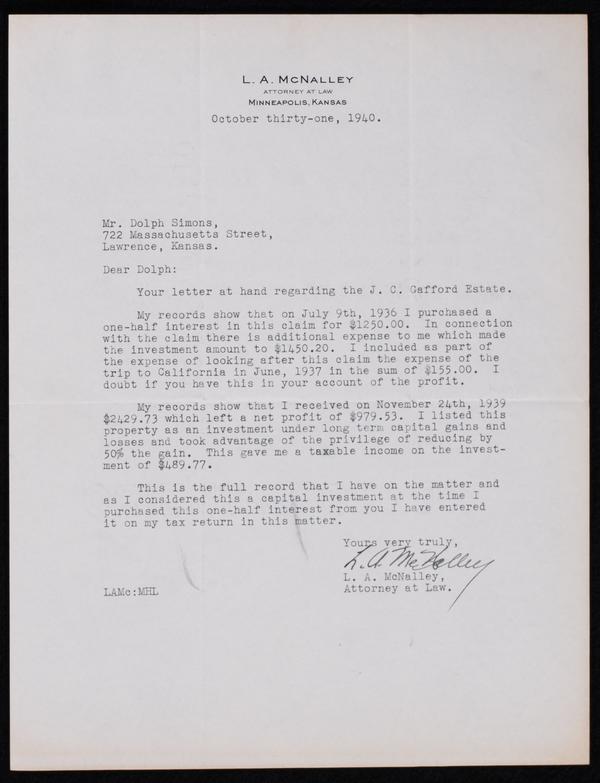 L. A. McNALLEY
ATTORNEY AT LAW
MINNEAPOLIS, KANSAS
October thirty-one, 1940.
Mr. Dolph Simons,
722 Massachusetts Street,
Lawrence, Kansas.
Dear Dolph:
Your letter at hand regarding the J. C. Gafford Estate.
My records show that on July 9th, 1936 I purchased a
one-half interest in this claim for $1250.00. In connection
with the claim there is additional expense to me which made
the investment amount to $1450.20. I included as part of
the expense of looking after this claim the expense of the
trip to California in June, 1937 in the sum of $155.00. I
doubt if you have this in your account of the profit.
My records show that I received on November 24th, 1939
$2429.73 which left a net profit of $979.53. I listed this
property as an investment under long term capital gains and
losses and took advantage of the privilege of reducing by
50% the gain. This gave me a taxable income on the invest-
ment of $489.77.
This is the full record that I have on the matter and
as I considered this a capital investment at the time I
purchased this one-half interest from you I have entered
it on my tax return in this matter.
Yours very truly,
L. A. McNalley
L. A. McNalley,
Attorney at Law.
LAMc:MHL